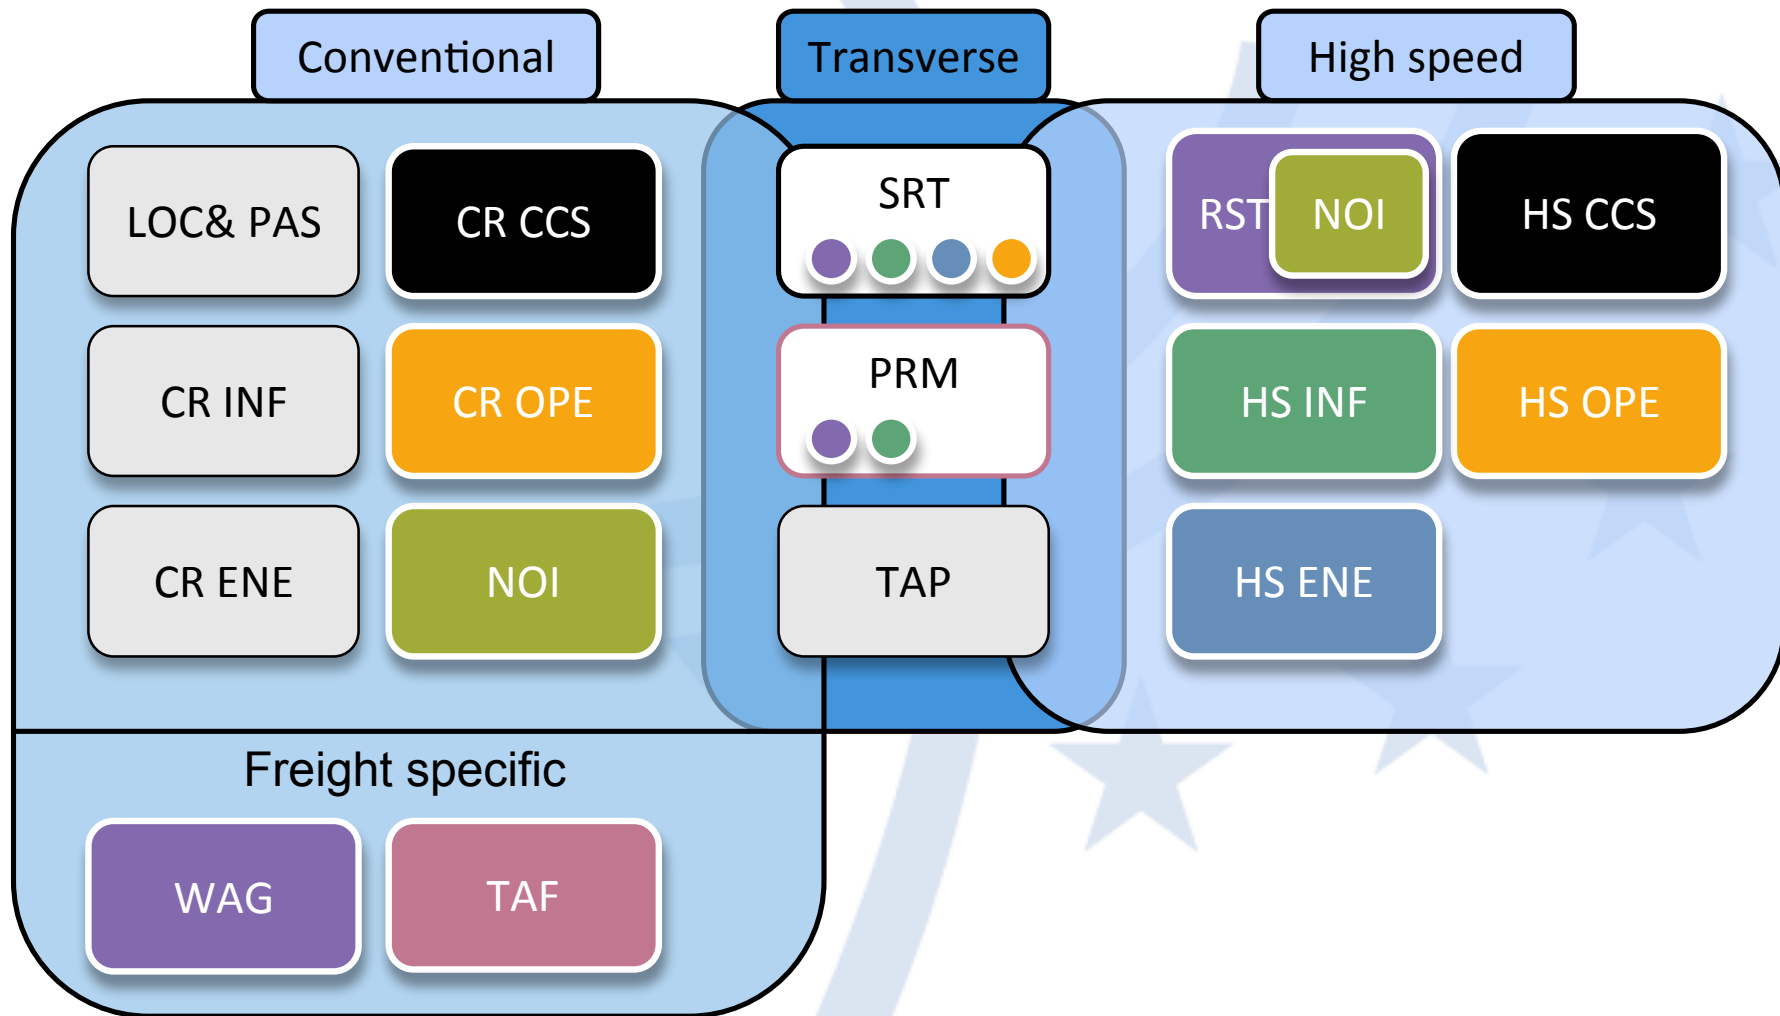 Conventional
Transverse
High speed
LOC& PAS
CR CCS
SRT
RST
NOI
HS CCS
CR INF
CR OPE
PRM
HS INF
HS OPE
CR ENE
NOI
TAP
HS ENE
Freight specific
WAG
TAF